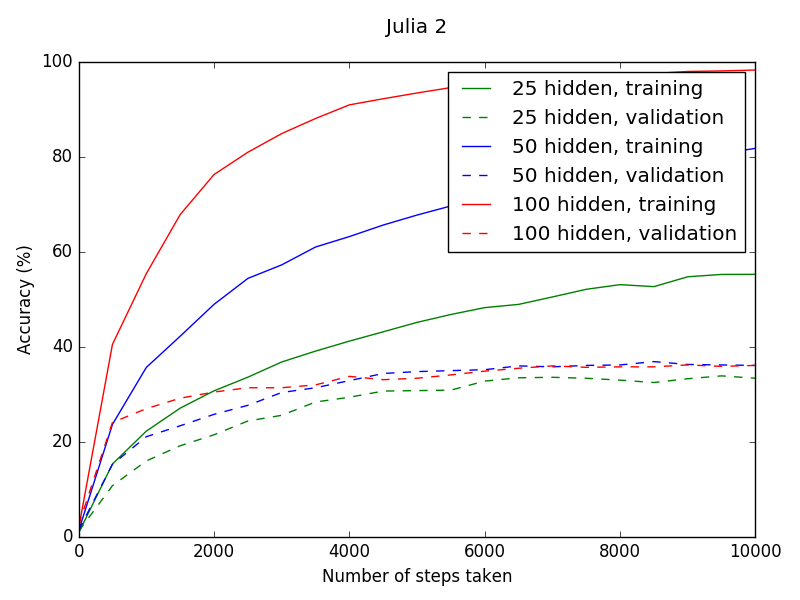 Julia 2
100
80
60
40
20
0
Accuracy (%)
25 hidden, training
25 hidden, validation
50 hidden, training
50 hidden, validation
100 hidden, training
100 hidden, validation
0 2000 4000 6000 8000 10000
Number of steps taken